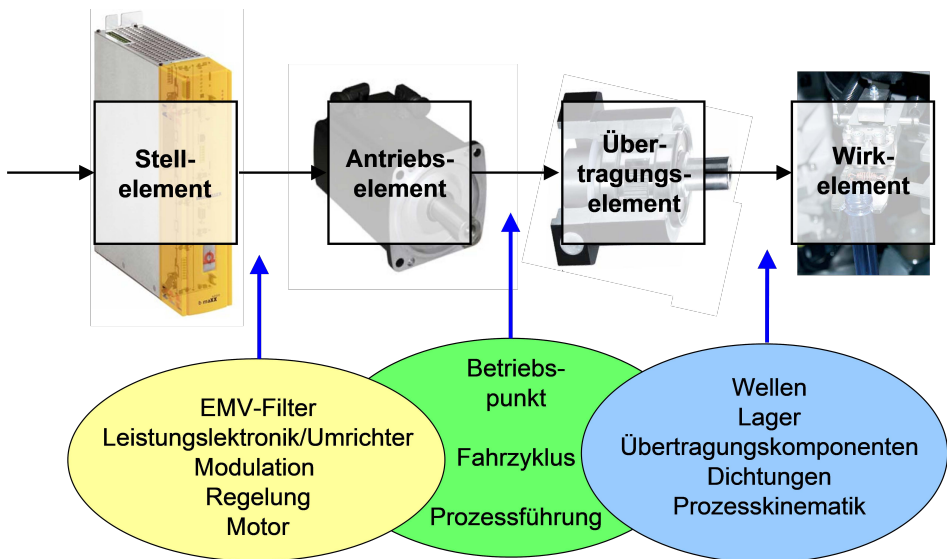 Stell-
element
Antriebs-
element
Über-
tragungs-
element
Wirk-
element
b maXX
EMV-Filter
Leistungslektronik/Umrichter
Modulation
Regelung
Motor
Betriebs-
punkt
Fahrzyklus
Prozessführung
Wellen
Lager
Übertragungskomponenten
Dichtungen
Prozesskinematik